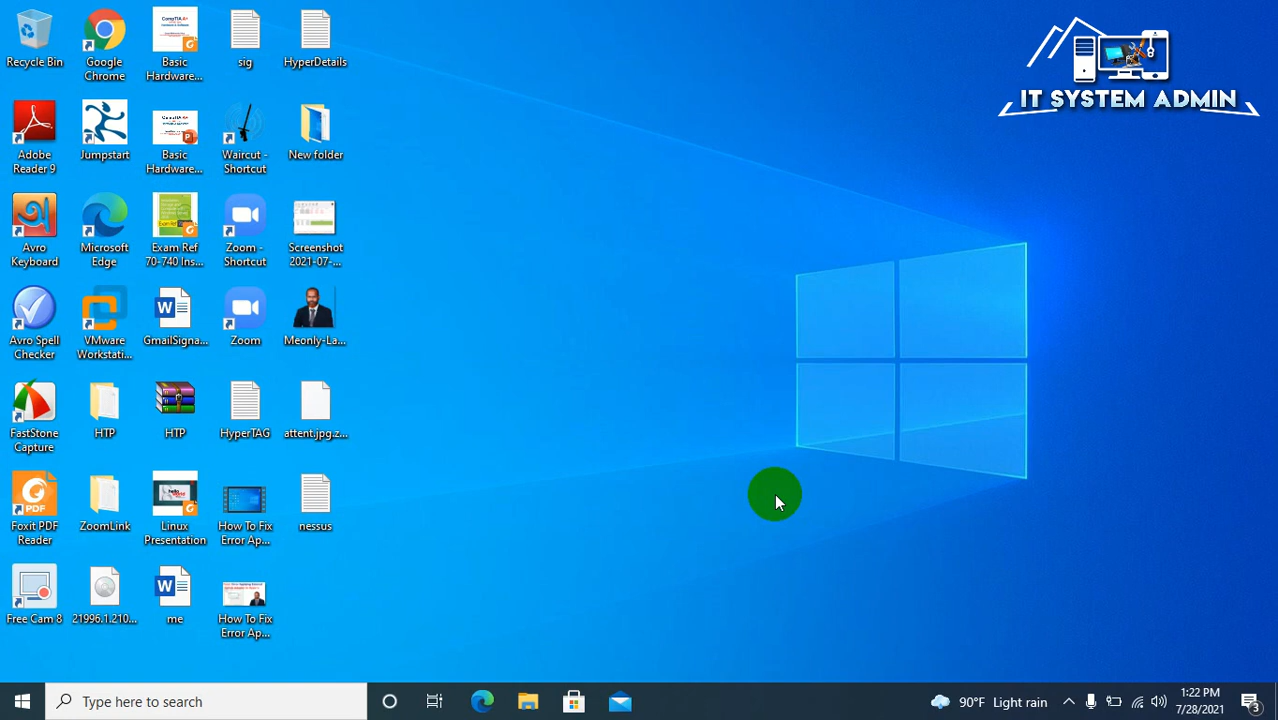 IT SYSTEM ADMIN
Recycle Bin
Google
Chrome
Basic
Hardware...
sig
HyperDetails
Adobe
Reader 9
Jumpstart
Basic
Hardware...
Waircut -
Shortcut
New folder
Avro
Keyboard
Microsoft
Edge
Exam Ref
70-740 Ins...
Zoom -
Shortcut
Screenshot
2021-07-...
Avro Spell
Checker
VMware
Workstati...
GmailSigna...
Zoom
Meonly-La...
FastStone
Capture
HTP
HTP
HyperTAG
attent.jpg.z...
PDF
Foxit PDF
Reader
ZoomLink
Linux
Presentation
How To Fix
Error Ap...
nessus
Free Cam 8
21996.1.210...
me
How To Fix
Error Ap...
Type here to search
90°F Light rain
1:22 PM
7/28/2021
3